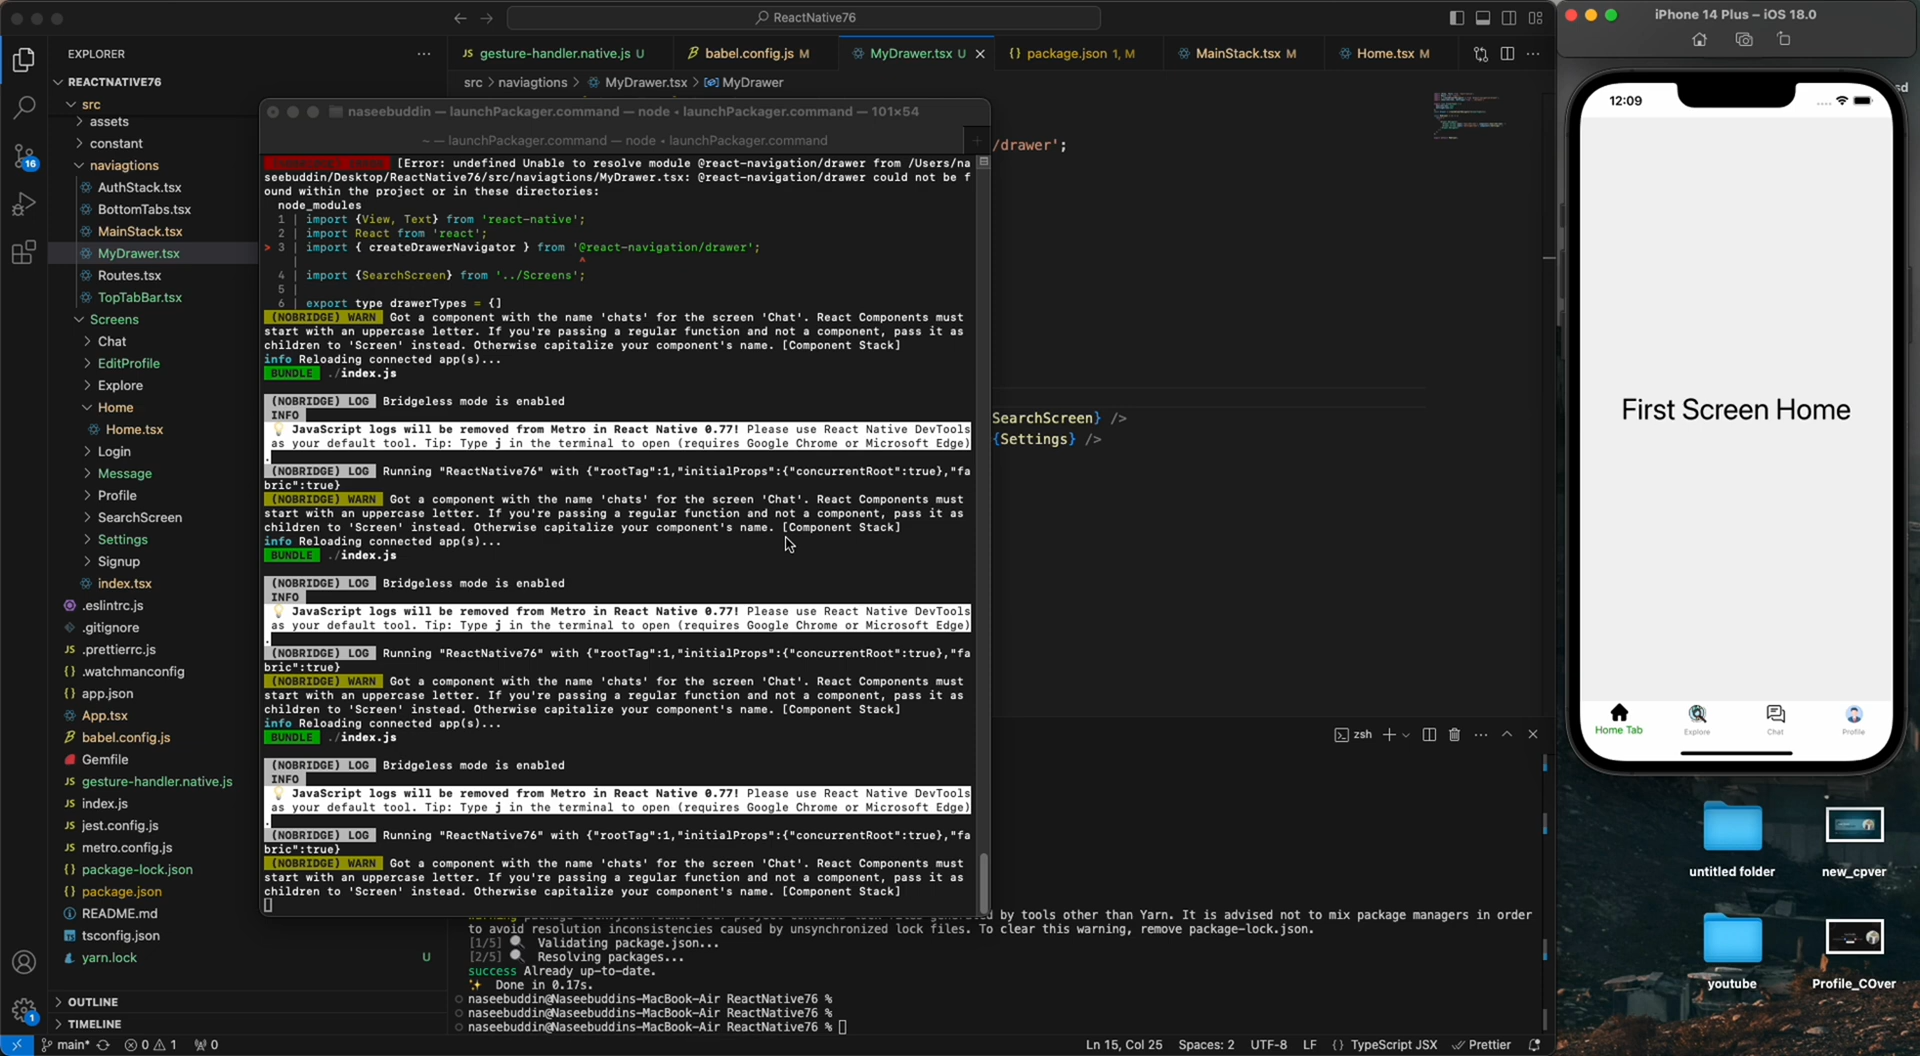 ReactNative76
iPhone 14 Plus – iOS 18.0
EXPLORER
gesture-handler.native.js U
babel.config.js M
MyDrawer.tsx U
package.json 1, M
MainStack.tsx M
Home.tsx M
REACTNATIVE76
src > naviagtions > MyDrawer.tsx > MyDrawer
src
assets
constant
naviagtions
AuthStack.tsx
BottomTabs.tsx
MainStack.tsx
MyDrawer.tsx
Routes.tsx
TopTabBar.tsx
Screens
Chat
EditProfile
Explore
Home
Home.tsx
Login
Message
Profile
SearchScreen
Settings
Signup
index.tsx
.eslintrc.js
.gitignore
.prettierrc.js
.watchmanconfig
app.json
App.tsx
babel.config.js
Gemfile
gesture-handler.native.js
index.js
jest.config.js
metro.config.js
package-lock.json
package.json
README.md
tsconfig.json
yarn.lock U
OUTLINE
TIMELINE
16
1
naseebuddin — launchPackager.command — node • launchPackager.command — 101×54
~ — launchPackager.command — node • launchPackager.command
[Error: undefined Unable to resolve module @react-navigation/drawer from /Users/na
seebuddin/Desktop/ReactNative76/src/naviagtions/MyDrawer.tsx: @react-navigation/drawer could not be f
ound within the project or in these directories:
node_modules
1 | import {View, Text} from 'react-native';
2 | import React from 'react';
> 3 | import { createDrawerNavigator } from '@react-navigation/drawer';
| ^
4 | import {SearchScreen} from '../Screens';
5 |
6 | export type drawerTypes = {}
(NOBRIDGE) WARN Got a component with the name 'chats' for the screen 'Chat'. React Components must
start with an uppercase letter. If you're passing a regular function and not a component, pass it as
children to 'Screen' instead. Otherwise capitalize your component's name. [Component Stack]
info Reloading connected app(s)...
BUNDLE ./index.js
(NOBRIDGE) LOG Bridgeless mode is enabled
INFO
💡 JavaScript logs will be removed from Metro in React Native 0.77! Please use React Native DevTools
as your default tool. Tip: Type j in the terminal to open (requires Google Chrome or Microsoft Edge)
.
(NOBRIDGE) LOG Running "ReactNative76" with {"rootTag":1,"initialProps":{"concurrentRoot":true},"fa
bric":true}
(NOBRIDGE) WARN Got a component with the name 'chats' for the screen 'Chat'. React Components must
start with an uppercase letter. If you're passing a regular function and not a component, pass it as
children to 'Screen' instead. Otherwise capitalize your component's name. [Component Stack]
info Reloading connected app(s)...
BUNDLE ./index.js
(NOBRIDGE) LOG Bridgeless mode is enabled
INFO
💡 JavaScript logs will be removed from Metro in React Native 0.77! Please use React Native DevTools
as your default tool. Tip: Type j in the terminal to open (requires Google Chrome or Microsoft Edge)
.
(NOBRIDGE) LOG Running "ReactNative76" with {"rootTag":1,"initialProps":{"concurrentRoot":true},"fa
bric":true}
(NOBRIDGE) WARN Got a component with the name 'chats' for the screen 'Chat'. React Components must
start with an uppercase letter. If you're passing a regular function and not a component, pass it as
children to 'Screen' instead. Otherwise capitalize your component's name. [Component Stack]
info Reloading connected app(s)...
BUNDLE ./index.js
(NOBRIDGE) LOG Bridgeless mode is enabled
INFO
💡 JavaScript logs will be removed from Metro in React Native 0.77! Please use React Native DevTools
as your default tool. Tip: Type j in the terminal to open (requires Google Chrome or Microsoft Edge)
.
(NOBRIDGE) LOG Running "ReactNative76" with {"rootTag":1,"initialProps":{"concurrentRoot":true},"fa
bric":true}
(NOBRIDGE) WARN Got a component with the name 'chats' for the screen 'Chat'. React Components must
start with an uppercase letter. If you're passing a regular function and not a component, pass it as
children to 'Screen' instead. Otherwise capitalize your component's name. [Component Stack]
/drawer';
SearchScreen} />
{Settings} />
zsh
by tools other than Yarn. It is advised not to mix package managers in order
to avoid resolution inconsistencies caused by unsynchronized lock files. To clear this warning, remove package-lock.json.
[1/5] 🔍 Validating package.json...
[2/5] 🔍 Resolving packages...
success Already up-to-date.
✨ Done in 0.17s.
naseebuddin@Naseebuddins-MacBook-Air ReactNative76 %
naseebuddin@Naseebuddins-MacBook-Air ReactNative76 %
naseebuddin@Naseebuddins-MacBook-Air ReactNative76 %
main* 0 1 0
Ln 15, Col 25 Spaces: 2 UTF-8 LF {} TypeScript JSX Prettier
12:09
First Screen Home
Home Tab
Explore
Chat
Profile
sd
untitled folder
new_cpver
youtube
Profile_COver